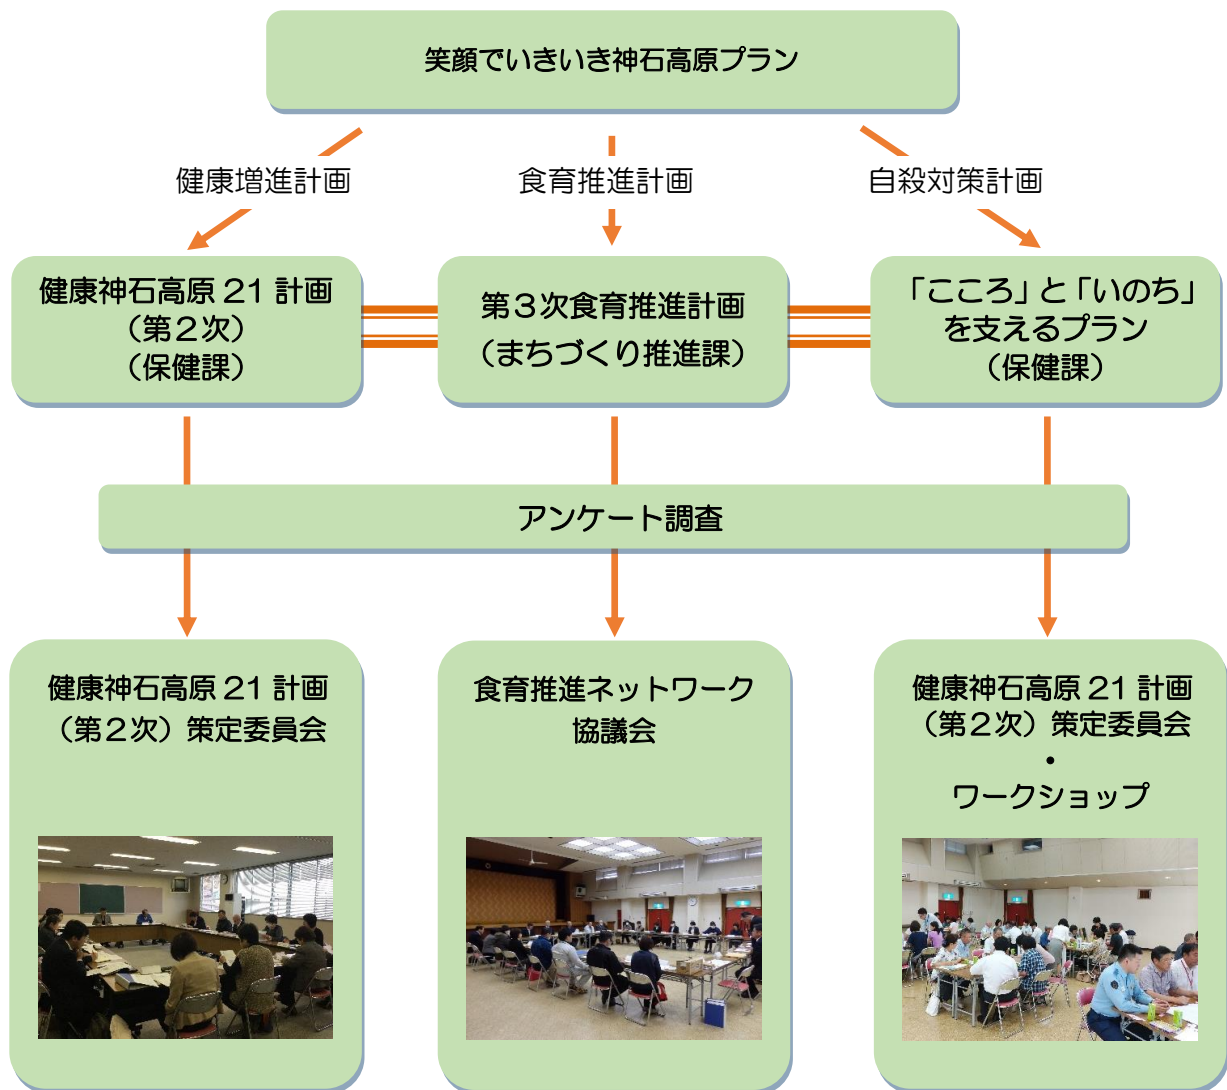 笑顔でいきいき神石高原プラン
健康増進計画
食育推進計画
自殺対策計画
健康神石高原 21 計画
（第２次）
（保健課）
第３次食育推進計画
（まちづくり推進課）
「こころ」と「いのち」
を支えるプラン
（保健課）
アンケート調査
健康神石高原 21 計画
（第２次）策定委員会
食育推進ネットワーク
協議会
健康神石高原 21 計画
（第２次）策定委員会
・
ワークショップ